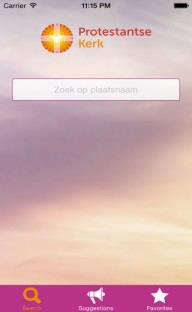 Carrier 11:15 PM
Protestantse
Kerk
Zoek op plaatsnaam
Search Suggestions Favorites